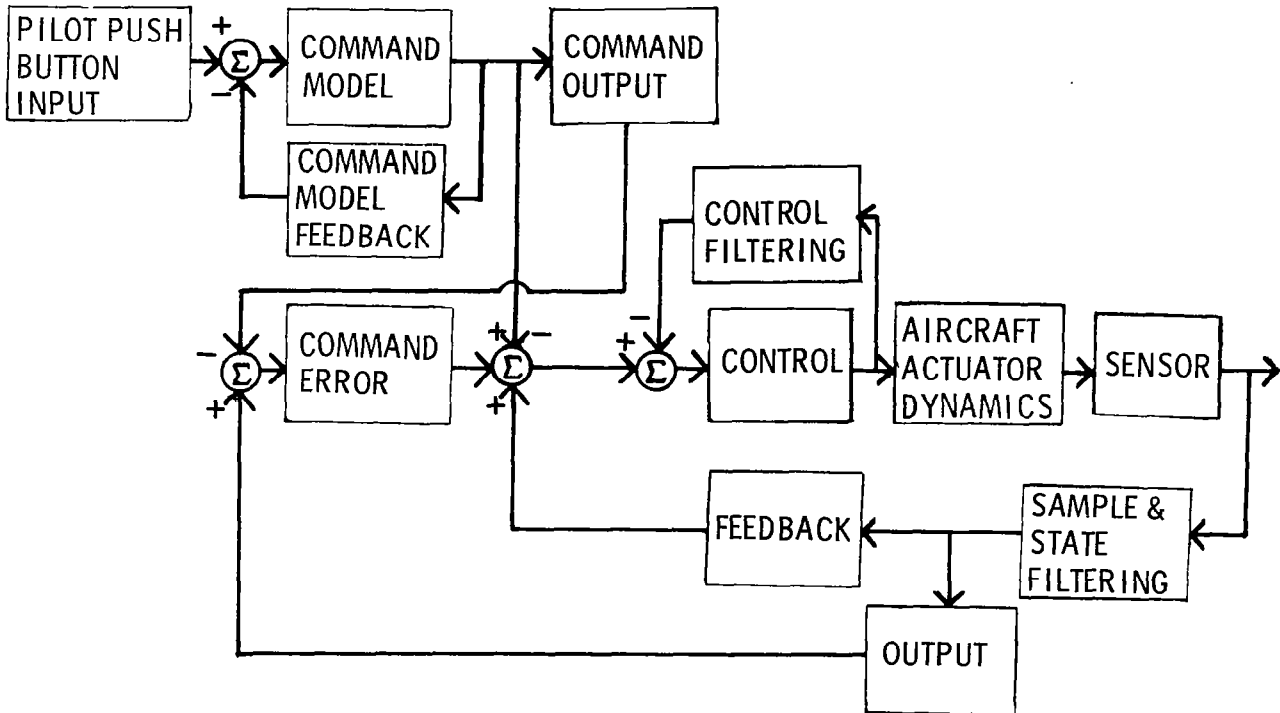 PILOT PUSH
BUTTON
INPUT
+
Σ
−
COMMAND
MODEL
COMMAND
OUTPUT
COMMAND
MODEL
FEEDBACK
CONTROL
FILTERING
−
Σ
+
COMMAND
ERROR
+
−
Σ
+
−
+
Σ
CONTROL
AIRCRAFT
ACTUATOR
DYNAMICS
SENSOR
FEEDBACK
SAMPLE &
STATE
FILTERING
OUTPUT